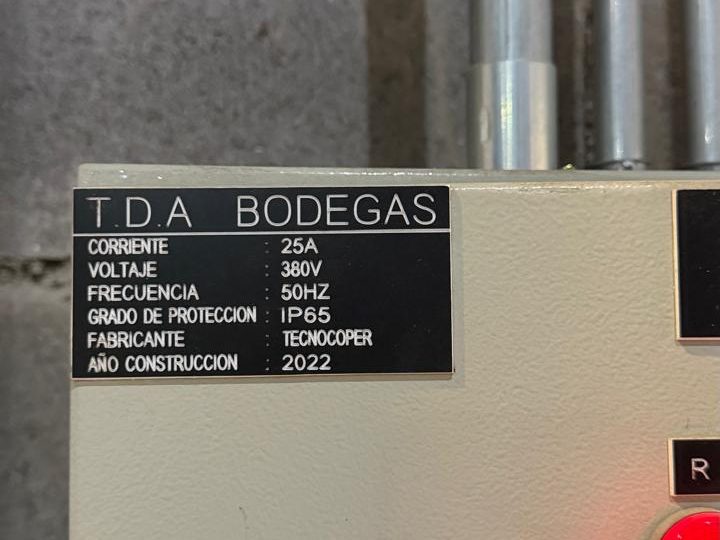 T.D.A BODEGAS
CORRIENTE : 25A
VOLTAJE : 380V
FRECUENCIA : 50HZ
GRADO DE PROTECCION : IP65
FABRICANTE : TECNOCOPER
AÑO CONSTRUCCION : 2022
R